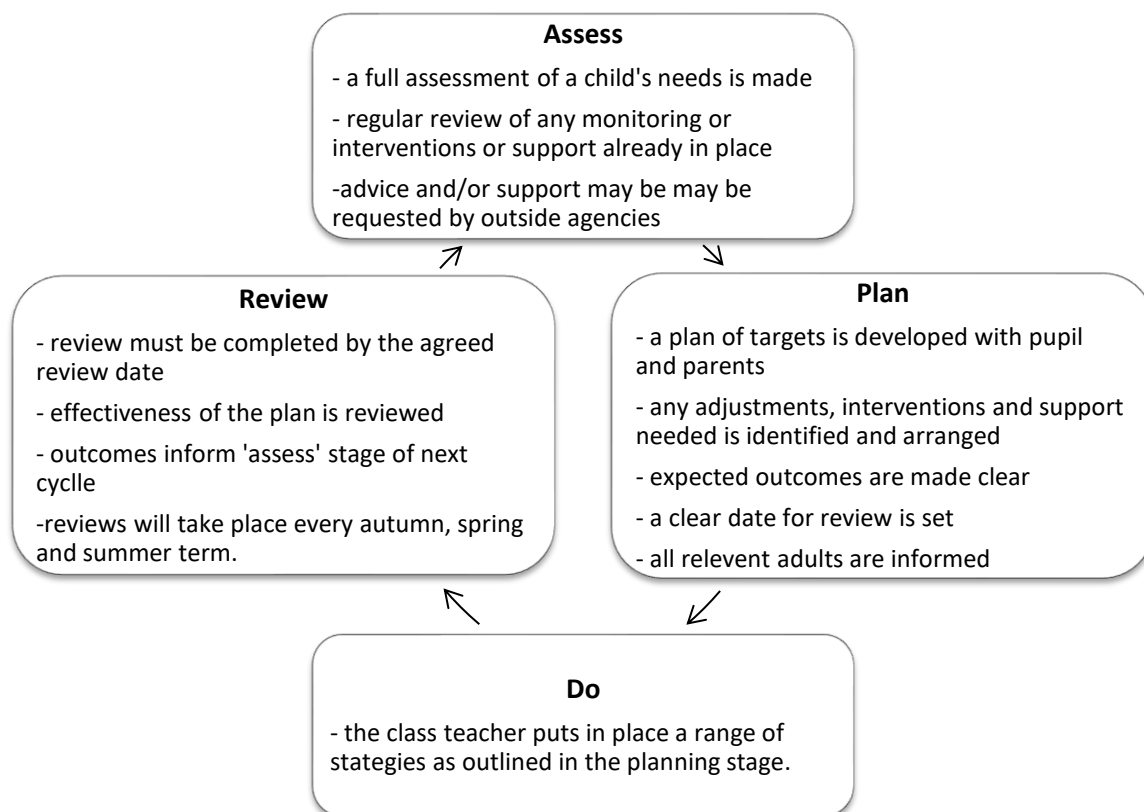 Assess
- a full assessment of a child's needs is made
- regular review of any monitoring or
interventions or support already in place
-advice and/or support may be may be
requested by outside agencies
Plan
- a plan of targets is developed with pupil
and parents
- any adjustments, interventions and support
needed is identified and arranged
- expected outcomes are made clear
- a clear date for review is set
- all relevent adults are informed
Do
- the class teacher puts in place a range of
stategies as outlined in the planning stage.
Review
- review must be completed by the agreed
review date
- effectiveness of the plan is reviewed
- outcomes inform 'assess' stage of next
cyclle
-reviews will take place every autumn, spring
and summer term.